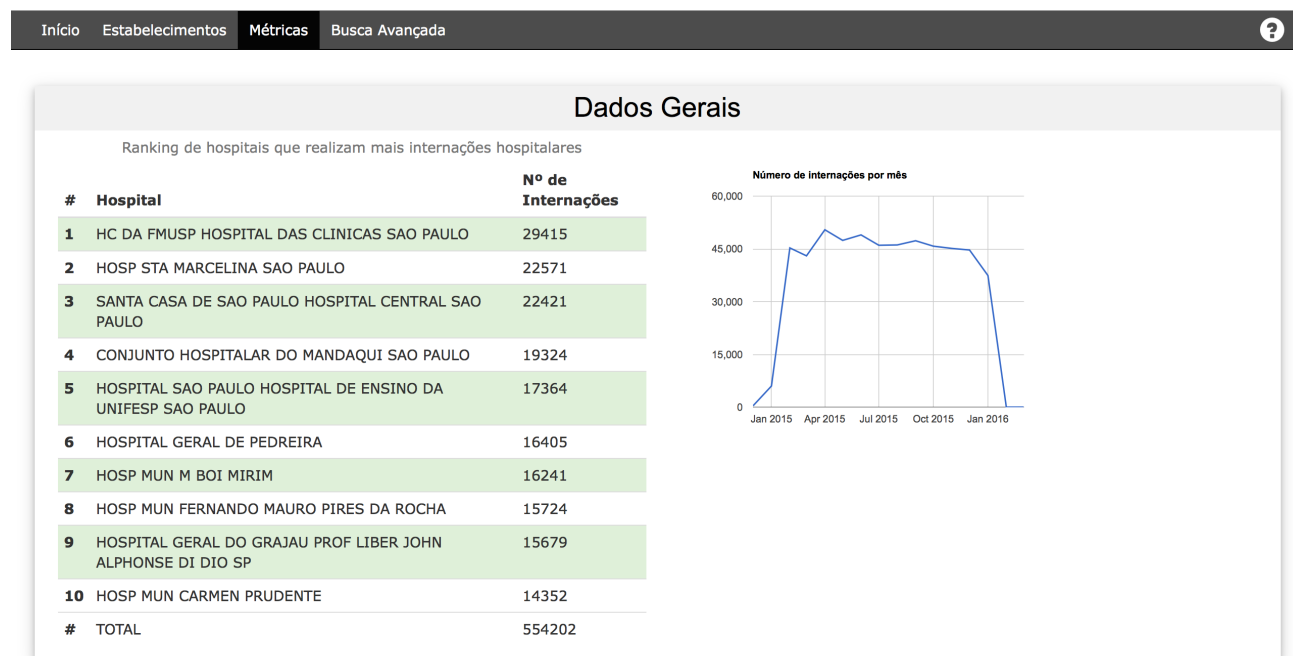 Início Estabelecimentos Métricas Busca Avançada ?
Dados Gerais
Ranking de hospitais que realizam mais internações hospitalares
# Hospital Nº de Internações
1 HC DA FMUSP HOSPITAL DAS CLINICAS SAO PAULO 29415
2 HOSP STA MARCELINA SAO PAULO 22571
3 SANTA CASA DE SAO PAULO HOSPITAL CENTRAL SAO 22421
PAULO
4 CONJUNTO HOSPITALAR DO MANDAQUI SAO PAULO 19324
5 HOSPITAL SAO PAULO HOSPITAL DE ENSINO DA 17364
UNIFESP SAO PAULO
6 HOSPITAL GERAL DE PEDREIRA 16405
7 HOSP MUN M BOI MIRIM 16241
8 HOSP MUN FERNANDO MAURO PIRES DA ROCHA 15724
9 HOSPITAL GERAL DO GRAJAU PROF LIBER JOHN 15679
ALPHONSE DI DIO SP
10 HOSP MUN CARMEN PRUDENTE 14352
# TOTAL 554202
Número de internações por mês
60,000
45,000
30,000
15,000
0
Jan 2015 Apr 2015 Jul 2015 Oct 2015 Jan 2016